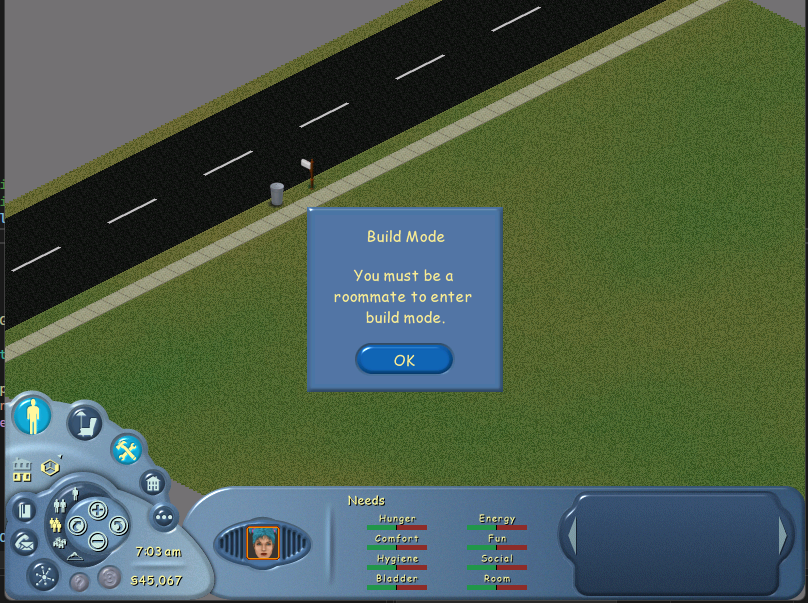 Build Mode
You must be a
roommate to enter
build mode.
OK
Needs
Hunger
Energy
Comfort
Fun
Hygiene
Social
Bladder
Room
7:03 am
§45,067